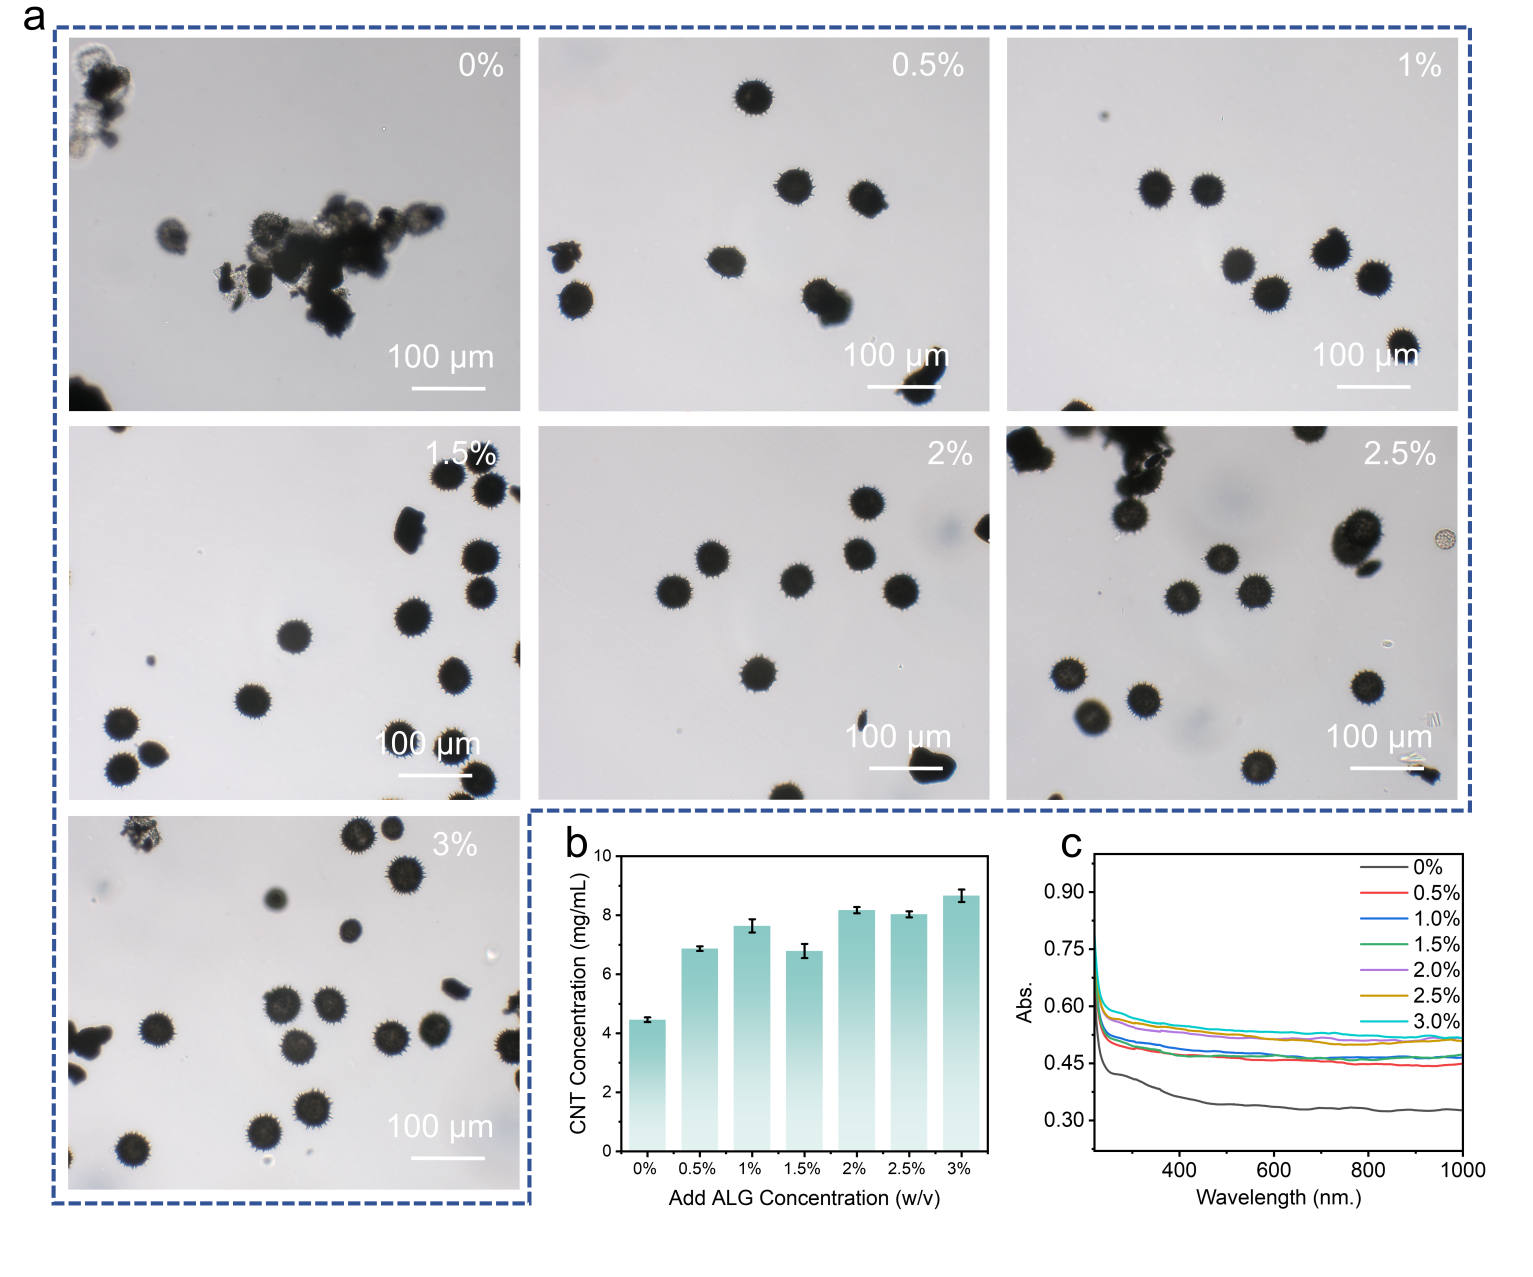 a
0%
0.5%
1%
100 µm
100 µm
100 µm
1.5%
2%
2.5%
100 µm
100 µm
100 µm
3%
100 µm
b
CNT Concentration (mg/mL)
10
8
6
4
2
0
0%
0.5%
1%
1.5%
2%
2.5%
3%
Add ALG Concentration (w/v)
c
Abs.
0.90
0.75
0.60
0.45
0.30
0%
0.5%
1.0%
1.5%
2.0%
2.5%
3.0%
400
600
800
1000
Wavelength (nm.)